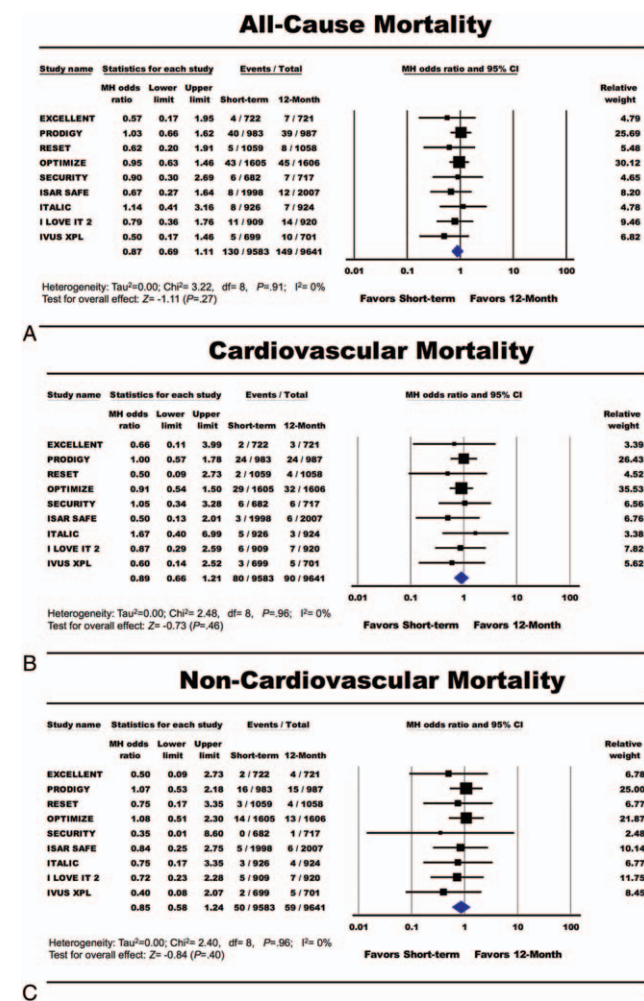 All-Cause Mortality
Study name Statistics for each study Events / Total MH odds ratio and 95% CI
MH odds ratio Lower limit Upper limit Short-term 12-Month Relative weight
EXCELLENT 0.57 0.17 1.95 4 / 722 7 / 721 4.79
PRODIGY 1.03 0.66 1.62 40 / 983 39 / 987 25.69
RESET 0.62 0.20 1.91 5 / 1059 8 / 1058 5.48
OPTIMIZE 0.95 0.63 1.46 43 / 1605 45 / 1606 30.12
SECURITY 0.90 0.30 2.69 6 / 682 7 / 717 4.65
ISAR SAFE 0.67 0.27 1.64 8 / 1998 12 / 2007 8.20
ITALIC 1.14 0.41 3.16 8 / 926 7 / 924 4.78
I LOVE IT 2 0.79 0.36 1.76 11 / 909 14 / 920 9.46
IVUS XPL 0.50 0.17 1.46 5 / 699 10 / 701 6.82
0.87 0.69 1.11 130 / 9583 149 / 9641
0.01 0.1 1 10 100
Heterogeneity: Tau²=0.00; Chi²= 3.22, df= 8, P=.91; I²= 0%
Test for overall effect: Z= -1.11 (P=.27)
Favors Short-term Favors 12-Month
A
Cardiovascular Mortality
Study name Statistics for each study Events / Total MH odds ratio and 95% CI
MH odds ratio Lower limit Upper limit Short-term 12-Month Relative weight
EXCELLENT 0.66 0.11 3.99 2 / 722 3 / 721 3.39
PRODIGY 1.00 0.57 1.78 24 / 983 24 / 987 26.43
RESET 0.50 0.09 2.73 2 / 1059 4 / 1058 4.52
OPTIMIZE 0.91 0.54 1.50 29 / 1605 32 / 1606 35.53
SECURITY 1.05 0.34 3.28 6 / 682 6 / 717 6.56
ISAR SAFE 0.50 0.13 2.01 3 / 1998 6 / 2007 6.76
ITALIC 1.67 0.40 6.99 5 / 926 3 / 924 3.38
I LOVE IT 2 0.87 0.29 2.59 6 / 909 7 / 920 7.82
IVUS XPL 0.60 0.14 2.52 3 / 699 5 / 701 5.62
0.89 0.66 1.21 80 / 9583 90 / 9641
0.01 0.1 1 10 100
Heterogeneity: Tau²=0.00; Chi²= 2.48, df= 8, P=.96; I²= 0%
Test for overall effect: Z= -0.73 (P=.46)
Favors Short-term Favors 12-Month
B
Non-Cardiovascular Mortality
Study name Statistics for each study Events / Total MH odds ratio and 95% CI
MH odds ratio Lower limit Upper limit Short-term 12-Month Relative weight
EXCELLENT 0.50 0.09 2.73 2 / 722 4 / 721 6.78
PRODIGY 1.07 0.53 2.18 16 / 983 15 / 987 25.00
RESET 0.75 0.17 3.35 3 / 1059 4 / 1058 6.77
OPTIMIZE 1.08 0.51 2.30 14 / 1605 13 / 1606 21.87
SECURITY 0.35 0.01 8.60 0 / 682 1 / 717 2.48
ISAR SAFE 0.84 0.25 2.75 5 / 1998 6 / 2007 10.14
ITALIC 0.75 0.17 3.35 3 / 926 4 / 924 6.77
I LOVE IT 2 0.72 0.23 2.28 5 / 909 7 / 920 11.75
IVUS XPL 0.40 0.08 2.07 2 / 699 5 / 701 8.45
0.85 0.58 1.24 50 / 9583 59 / 9641
0.01 0.1 1 10 100
Heterogeneity: Tau²=0.00; Chi²= 2.40, df= 8, P=.96; I²= 0%
Test for overall effect: Z= -0.84 (P=.40)
Favors Short-term Favors 12-Month
C